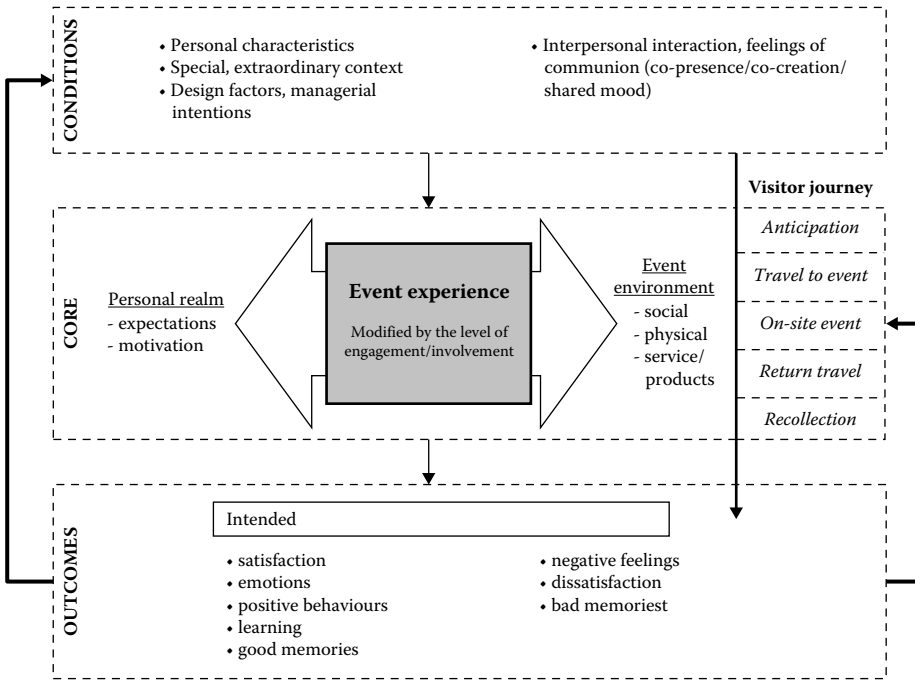 CONDITIONS
• Personal characteristics
• Special, extraordinary context
• Design factors, managerial
intentions
• Interpersonal interaction, feelings of
communion (co-presence/co-creation/
shared mood)
Visitor journey
CORE
Personal realm
- expectations
- motivation
Event experience
Modified by the level of
engagement/involvement
Event
environment
- social
- physical
- service/
products
Anticipation
Travel to event
On-site event
Return travel
Recollection
OUTCOMES
Intended
• satisfaction
• emotions
• positive behaviours
• learning
• good memories
• negative feelings
• dissatisfaction
• bad memoriest